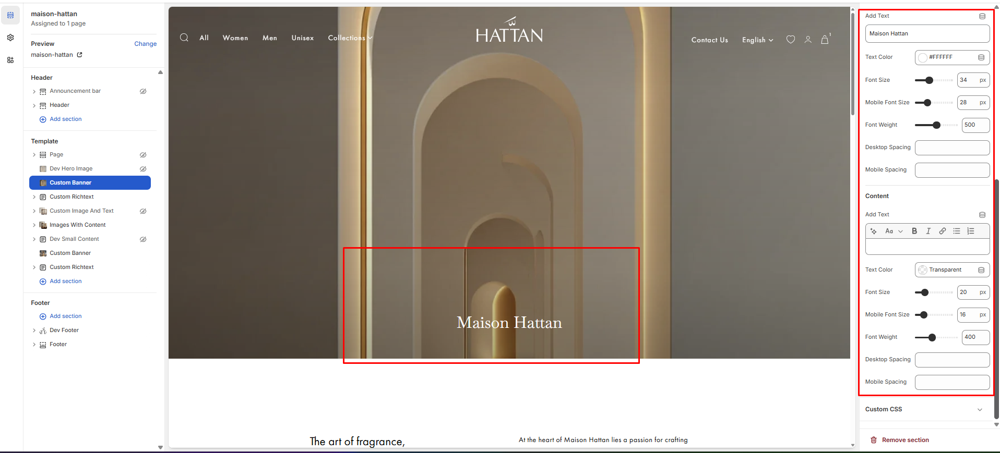 maison-hattan
Assigned to 1 page
Preview
Change
maison-hattan
Header
Announcement bar
Header
Add section
Template
Page
Dev Hero Image
Custom Banner
Custom Richtext
Custom Image And Text
Images With Content
Dev Small Content
Custom Banner
Custom Richtext
Add section
Footer
Add section
Dev Footer
Footer
All
Women
Men
Unisex
Collections
HATTAN
Contact Us
English
1
Maison Hattan
The art of fragrance,
At the heart of Maison Hattan lies a passion for crafting
Add Text
Maison Hattan
Text Color
#FFFFFF
Font Size
34 px
Mobile Font Size
28 px
Font Weight
500
Desktop Spacing
Mobile Spacing
Content
Add Text
Aa
B I
Text Color
Transparent
Font Size
20 px
Mobile Font Size
16 px
Font Weight
400
Desktop Spacing
Mobile Spacing
Custom CSS
Remove section